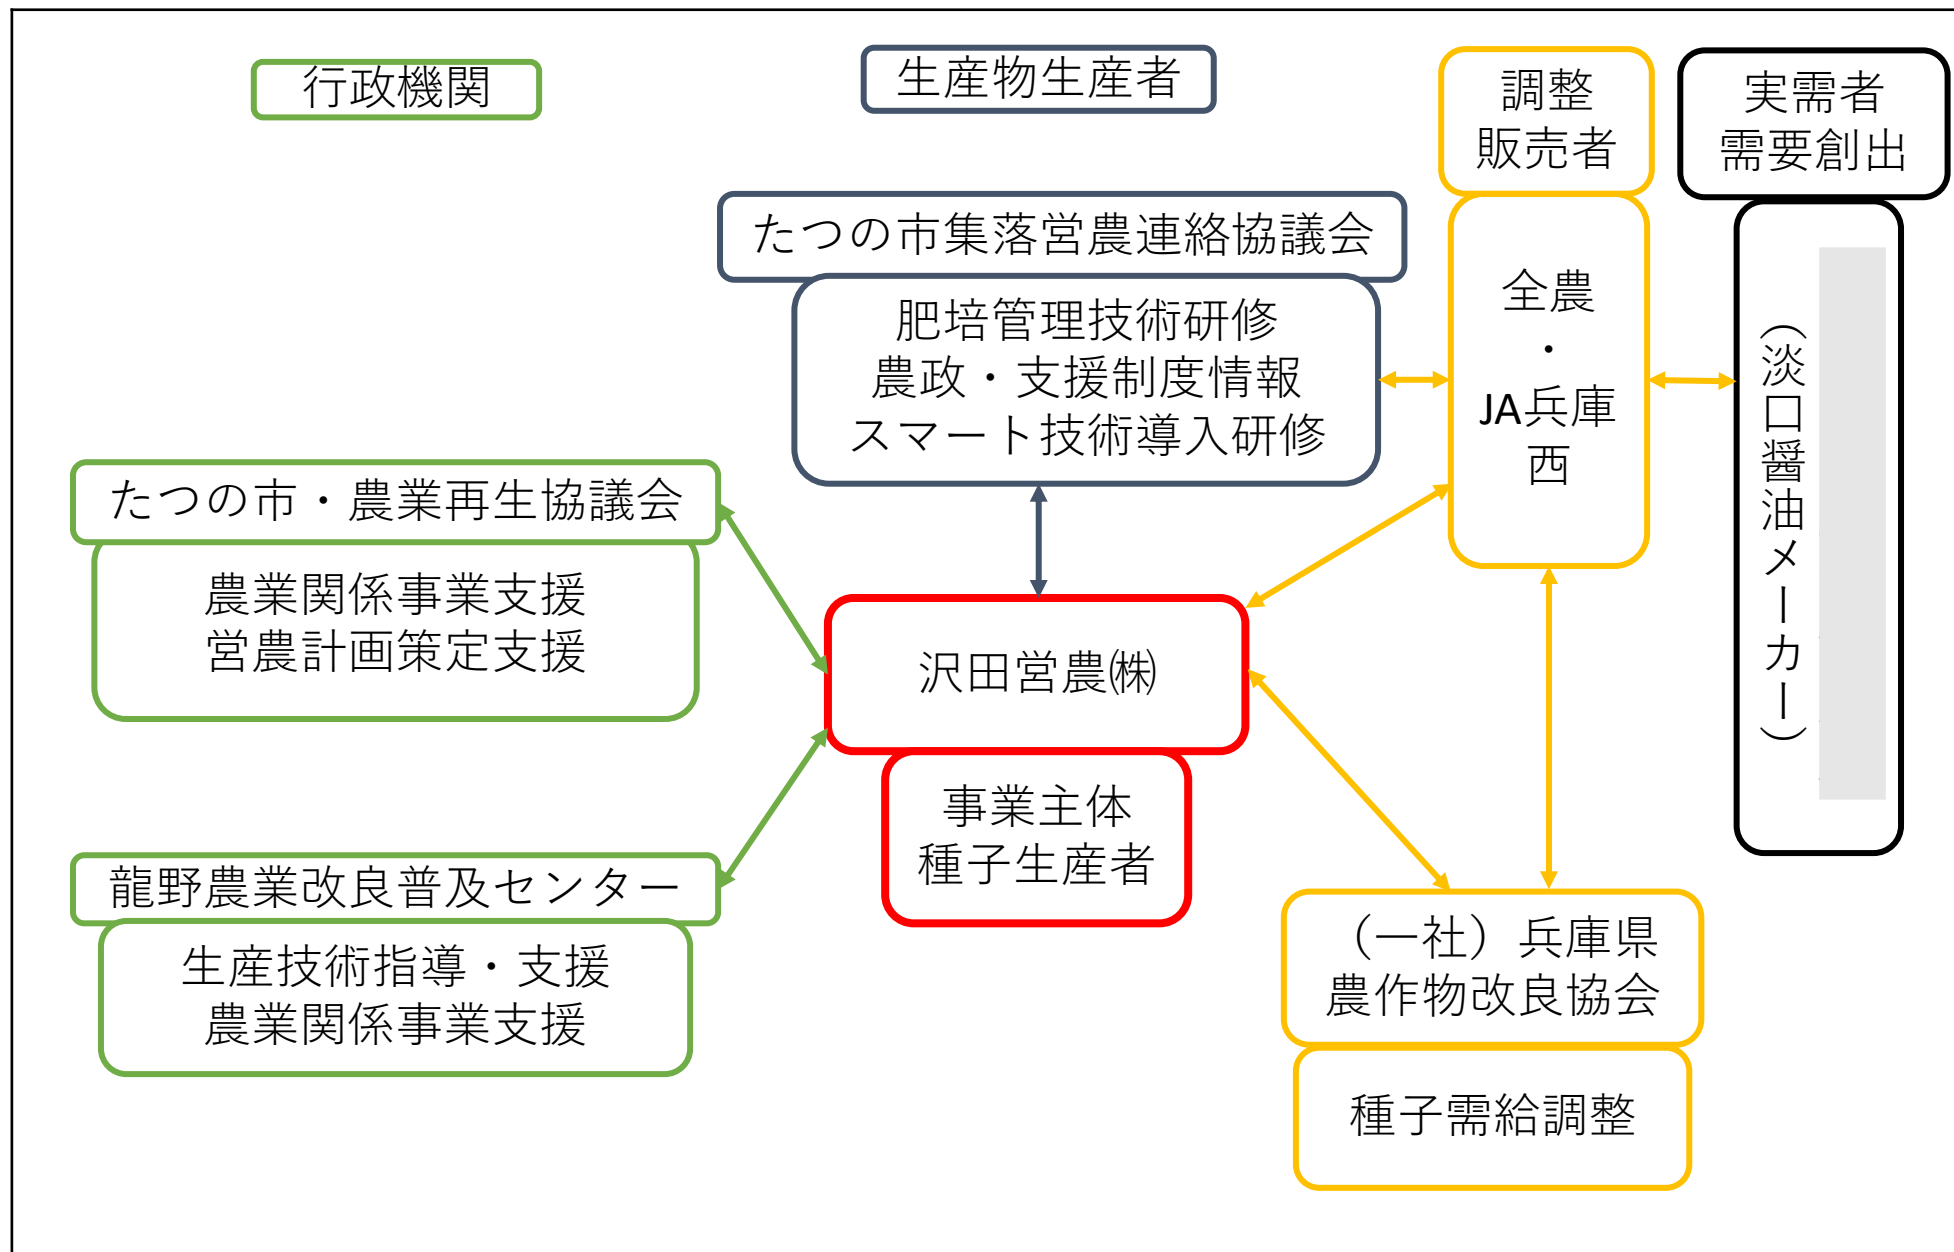 行政機関
生産物生産者
調整
販売者
実需者
需要創出
たつの市集落営農連絡協議会
肥培管理技術研修
農政・支援制度情報
スマート技術導入研修
全農
・
JA兵庫
西
（淡口醤油メーカー）
たつの市・農業再生協議会
農業関係事業支援
営農計画策定支援
沢田営農㈱
事業主体
種子生産者
龍野農業改良普及センター
生産技術指導・支援
農業関係事業支援
（一社）兵庫県
農作物改良協会
種子需給調整